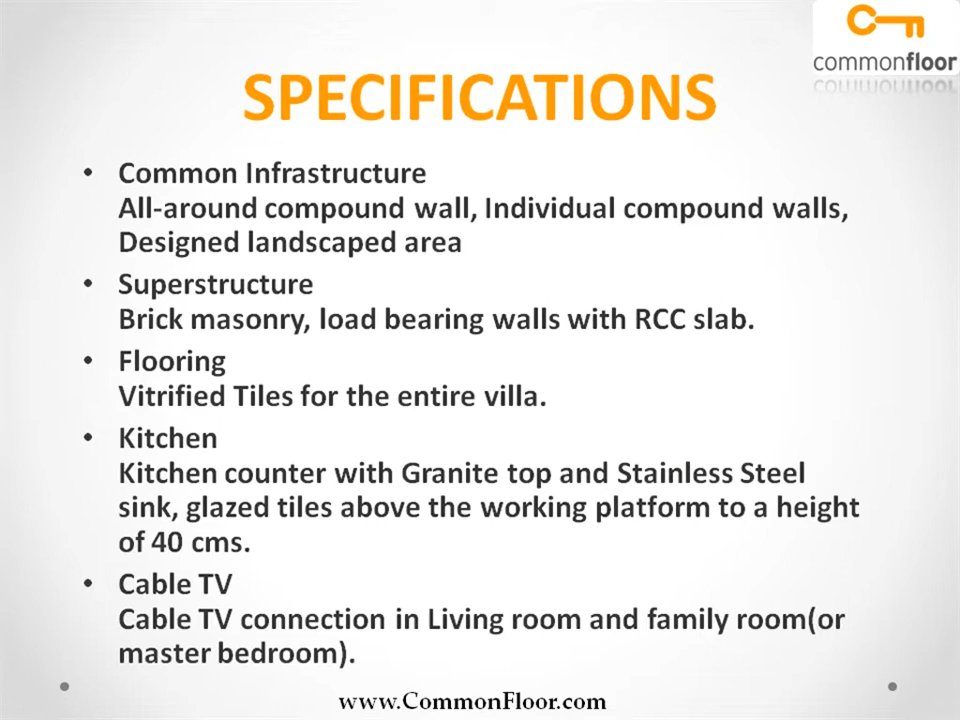 commonfloor
SPECIFICATIONS
• Common Infrastructure
All-around compound wall, Individual compound walls,
Designed landscaped area
• Superstructure
Brick masonry, load bearing walls with RCC slab.
• Flooring
Vitrified Tiles for the entire villa.
• Kitchen
Kitchen counter with Granite top and Stainless Steel
sink, glazed tiles above the working platform to a height
of 40 cms.
• Cable TV
Cable TV connection in Living room and family room(or
master bedroom).
www.CommonFloor.com